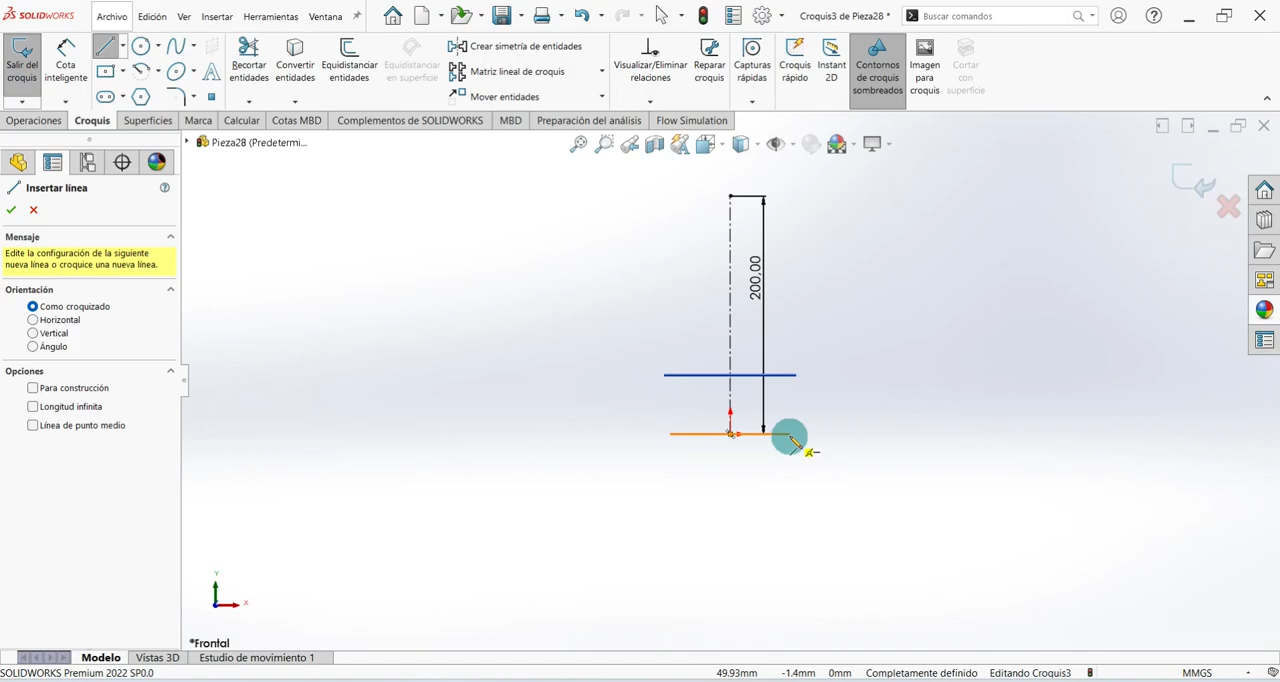 SOLIDWORKS
Archivo Edición Ver Insertar Herramientas Ventana
Croquis3 de Pieza28 *
Buscar comandos
Salir del croquis
Cota inteligente
Recortar entidades
Convertir entidades
Equidistanciar entidades
Equidistanciar en superficie
Crear simetría de entidades
Matriz lineal de croquis
Mover entidades
Visualizar/Eliminar relaciones
Reparar croquis
Capturas rápidas
Croquis rápido
Instant 2D
Contornos de croquis sombreados
Imagen para croquis
Cortar con superficie
Operaciones Croquis Superficies Marca Calcular Cotas MBD Complementos de SOLIDWORKS MBD Preparación del análisis Flow Simulation
Pieza28 (Predetermi...
Insertar línea
Mensaje
Edite la configuración de la siguiente
nueva línea o croquice una nueva línea.
Orientación
Como croquizado
Horizontal
Vertical
Ángulo
Opciones
Para construcción
Longitud infinita
Línea de punto medio
200,00
Y
X
*Frontal
Modelo Vistas 3D Estudio de movimiento 1
SOLIDWORKS Premium 2022 SP0.0
49.93mm -1.4mm 0mm Completamente definido Editando Croquis3 MMGS